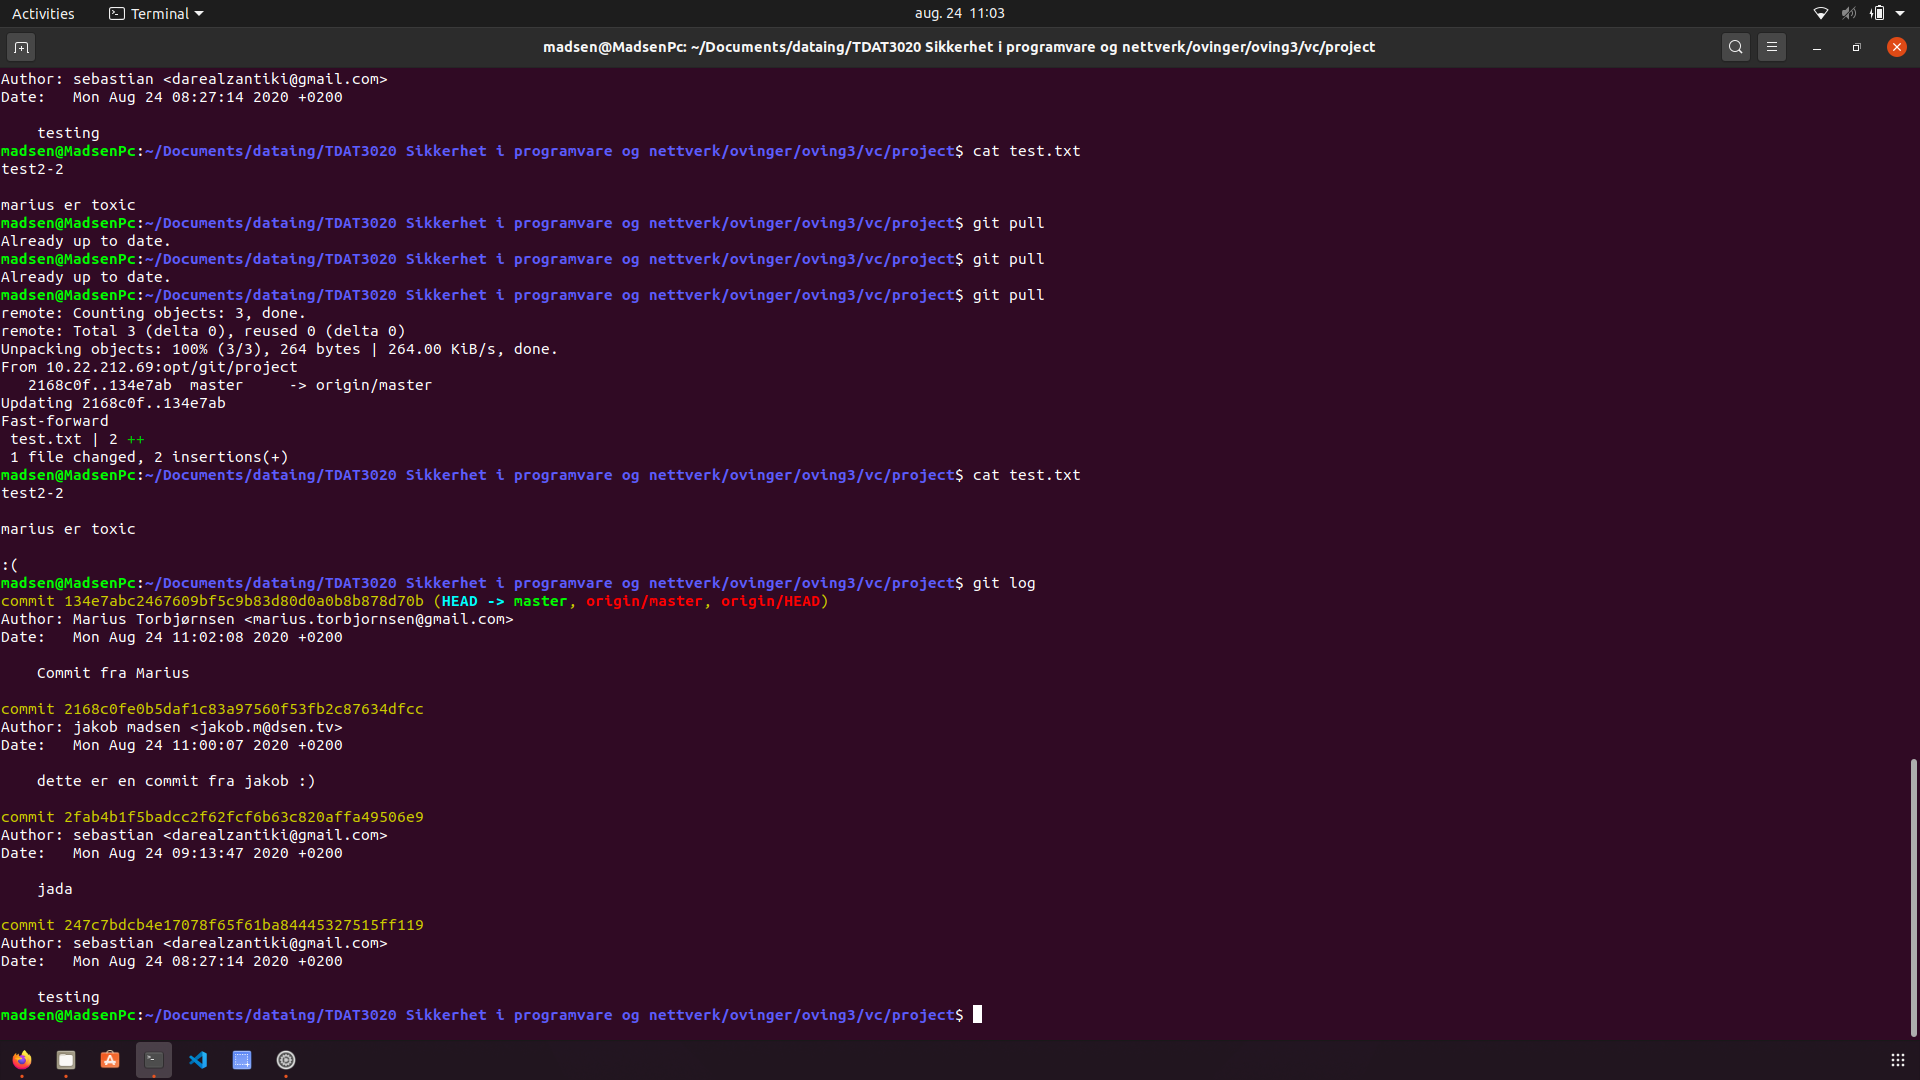 Activities Terminal aug. 24 11:03
madsen@MadsenPc: ~/Documents/dataing/TDAT3020 Sikkerhet i programvare og nettverk/ovinger/oving3/vc/project
Author: sebastian <darealzantiki@gmail.com>
Date:   Mon Aug 24 08:27:14 2020 +0200
    testing
madsen@MadsenPc:~/Documents/dataing/TDAT3020 Sikkerhet i programvare og nettverk/ovinger/oving3/vc/project$ cat test.txt
test2-2
marius er toxic
madsen@MadsenPc:~/Documents/dataing/TDAT3020 Sikkerhet i programvare og nettverk/ovinger/oving3/vc/project$ git pull
Already up to date.
madsen@MadsenPc:~/Documents/dataing/TDAT3020 Sikkerhet i programvare og nettverk/ovinger/oving3/vc/project$ git pull
Already up to date.
madsen@MadsenPc:~/Documents/dataing/TDAT3020 Sikkerhet i programvare og nettverk/ovinger/oving3/vc/project$ git pull
remote: Counting objects: 3, done.
remote: Total 3 (delta 0), reused 0 (delta 0)
Unpacking objects: 100% (3/3), 264 bytes | 264.00 KiB/s, done.
From 10.22.212.69:opt/git/project
   2168c0f..134e7ab  master     -> origin/master
Updating 2168c0f..134e7ab
Fast-forward
 test.txt | 2 ++
 1 file changed, 2 insertions(+)
madsen@MadsenPc:~/Documents/dataing/TDAT3020 Sikkerhet i programvare og nettverk/ovinger/oving3/vc/project$ cat test.txt
test2-2
marius er toxic
:(
madsen@MadsenPc:~/Documents/dataing/TDAT3020 Sikkerhet i programvare og nettverk/ovinger/oving3/vc/project$ git log
commit 134e7abc2467609bf5c9b83d80d0a0b8b878d70b (HEAD -> master, origin/master, origin/HEAD)
Author: Marius Torbjørnsen <marius.torbjornsen@gmail.com>
Date:   Mon Aug 24 11:02:08 2020 +0200
    Commit fra Marius
commit 2168c0fe0b5daf1c83a97560f53fb2c87634dfcc
Author: jakob madsen <jakob.m@dsen.tv>
Date:   Mon Aug 24 11:00:07 2020 +0200
    dette er en commit fra jakob :)
commit 2fab4b1f5badcc2f62fcf6b63c820affa49506e9
Author: sebastian <darealzantiki@gmail.com>
Date:   Mon Aug 24 09:13:47 2020 +0200
    jada
commit 247c7bdcb4e17078f65f61ba84445327515ff119
Author: sebastian <darealzantiki@gmail.com>
Date:   Mon Aug 24 08:27:14 2020 +0200
    testing
madsen@MadsenPc:~/Documents/dataing/TDAT3020 Sikkerhet i programvare og nettverk/ovinger/oving3/vc/project$